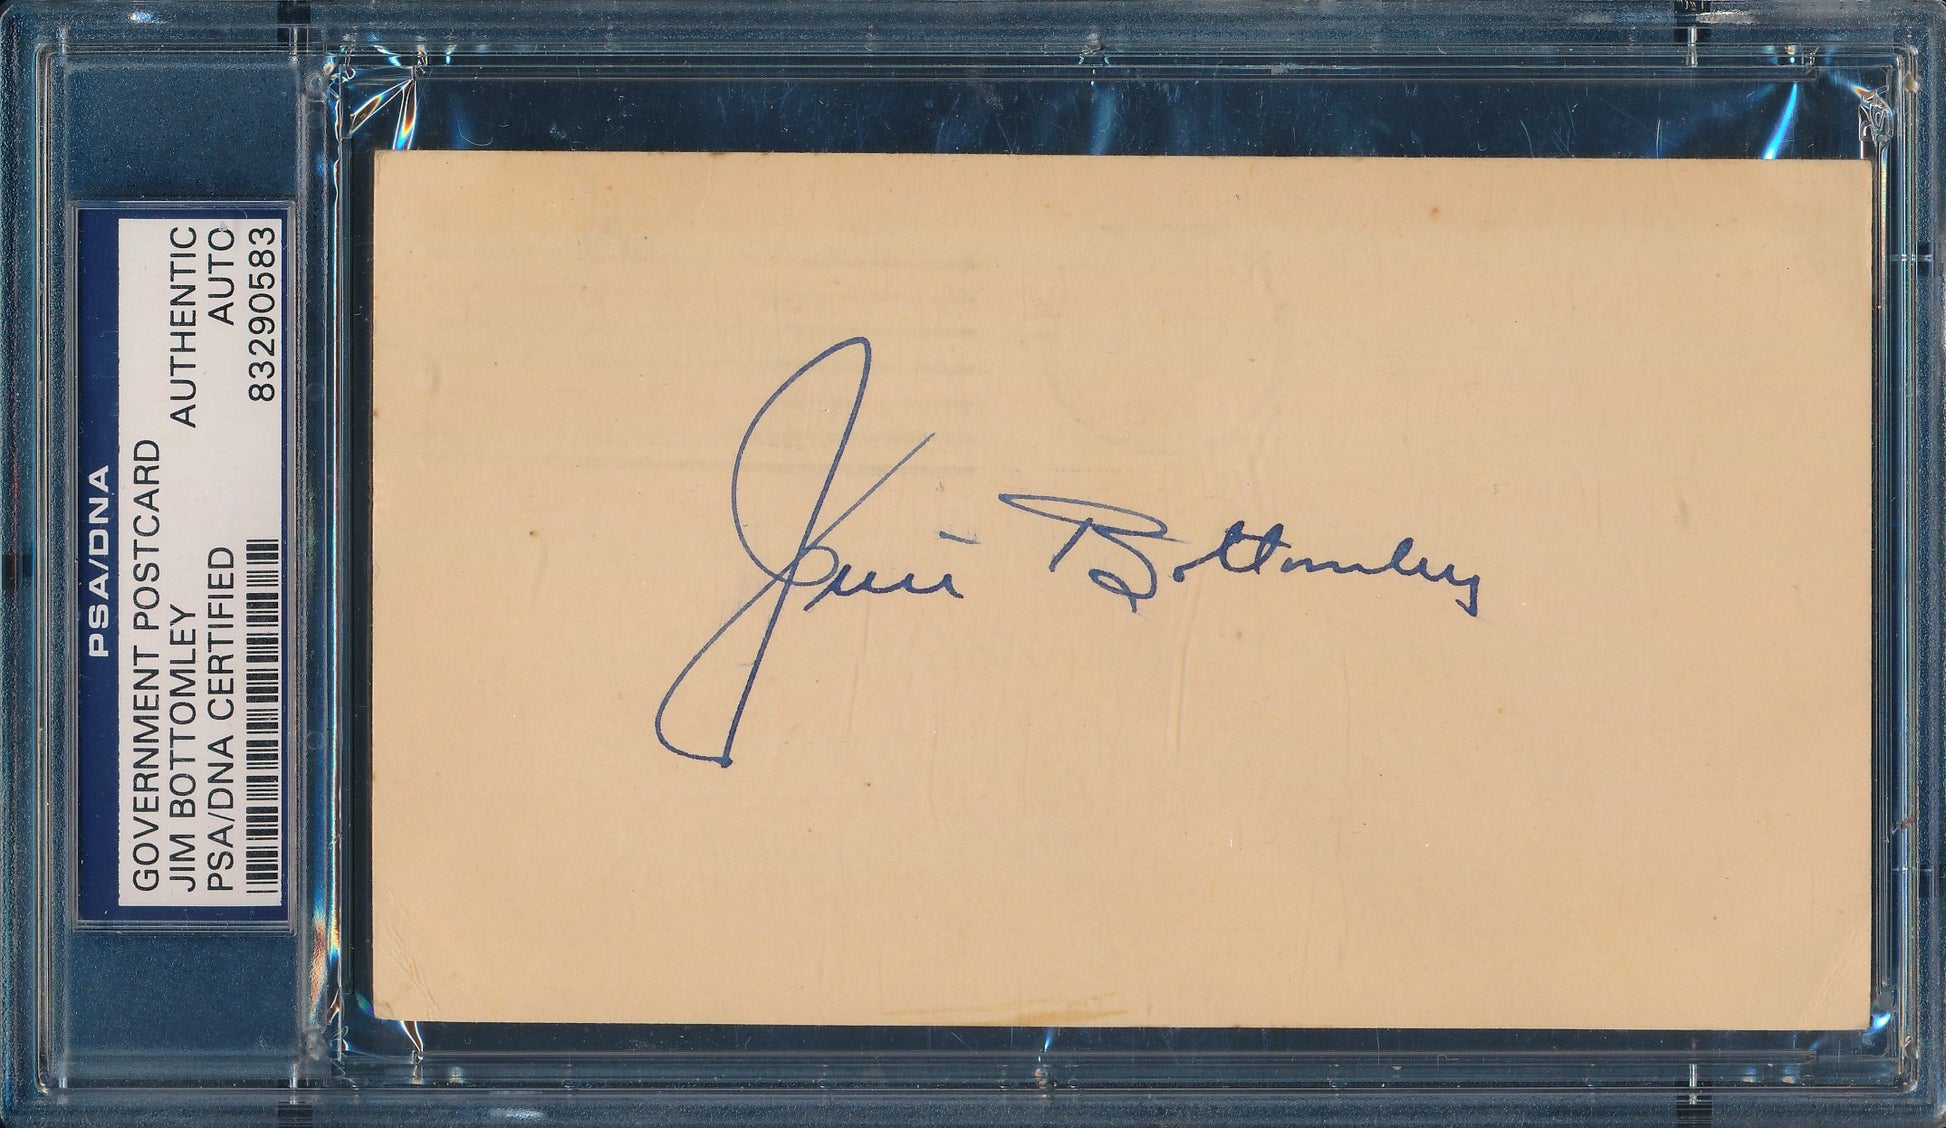 PSA/DNA
GOVERNMENT POSTCARD
JIM BOTTOMLEY AUTHENTIC
PSA/DNA CERTIFIED AUTO
83290583
Jim Bottomley